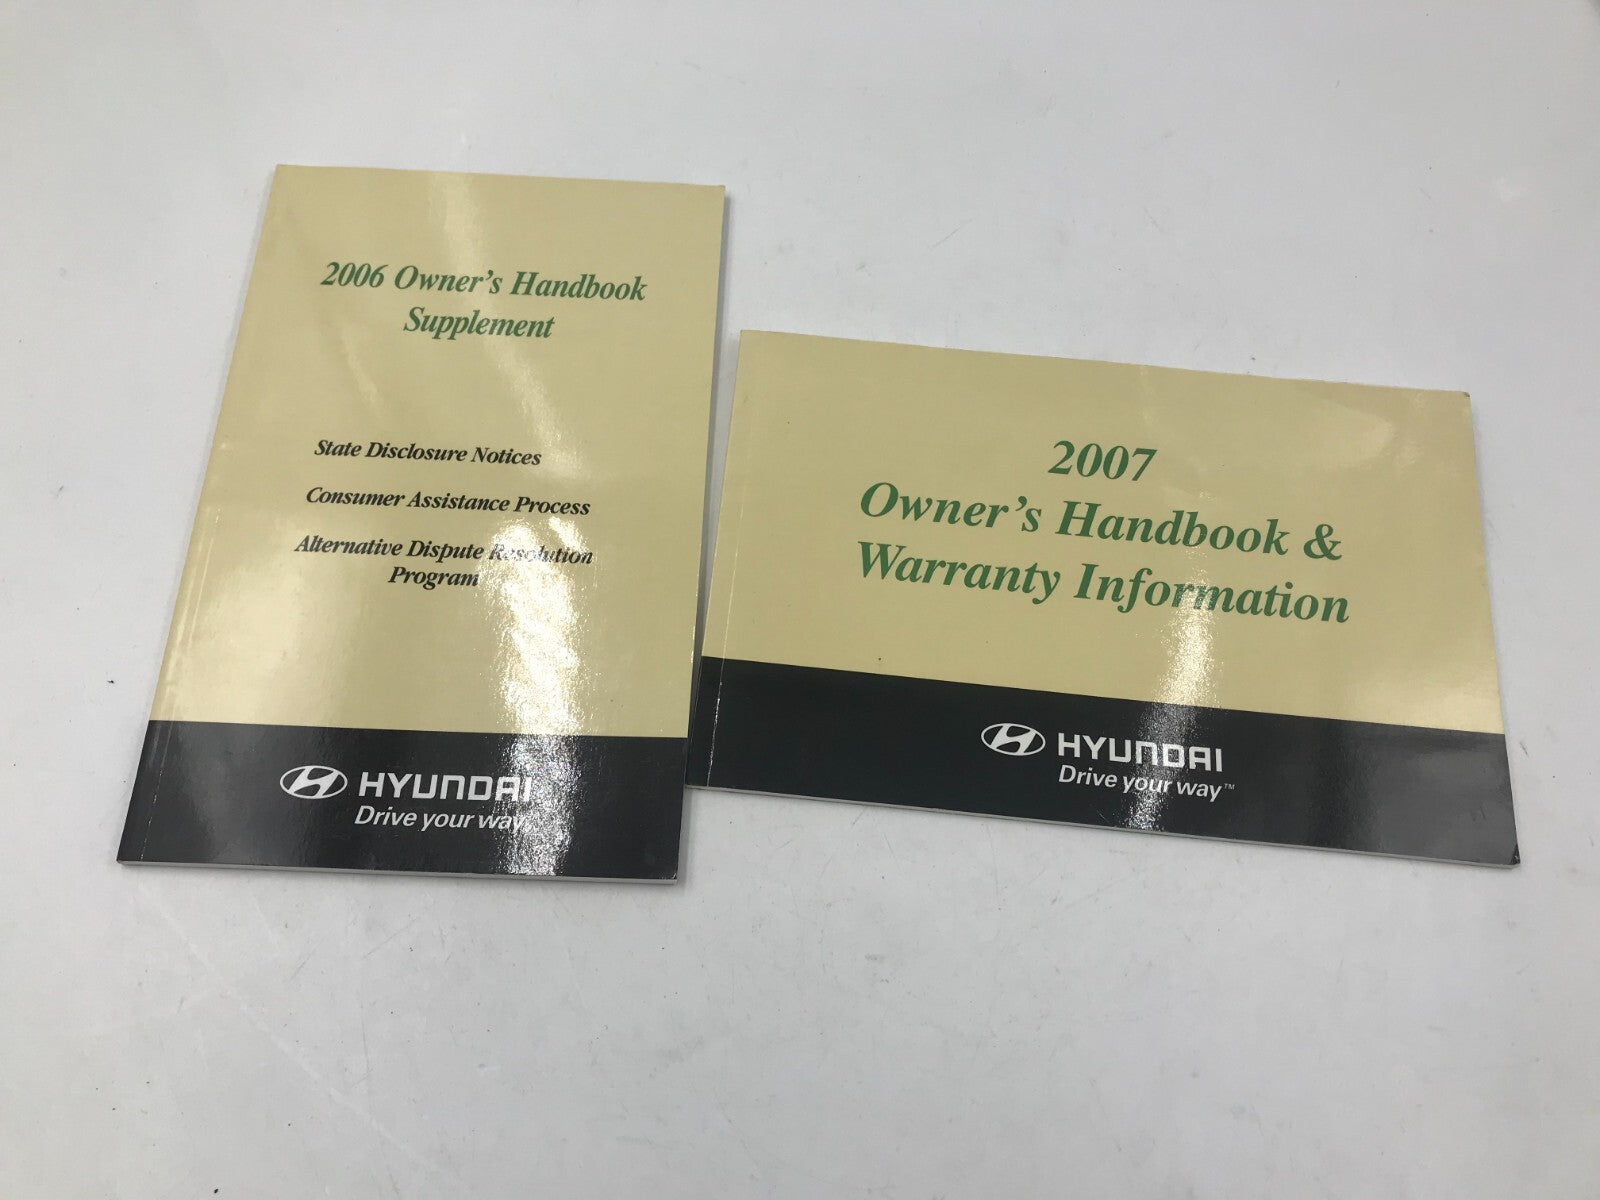 2006 Owner's Handbook
Supplement
State Disclosure Notices
Consumer Assistance Process
Alternative Dispute Resolution
Program
HYUNDAI
Drive your way
2007
Owner's Handbook &
Warranty Information
HYUNDAI
Drive your way™